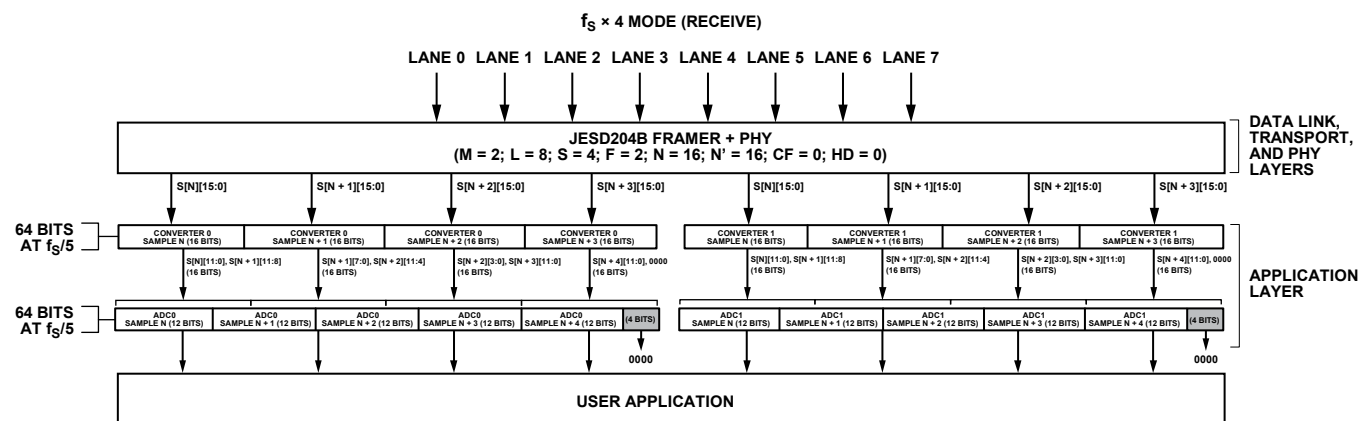 fS × 4 MODE (RECEIVE)
LANE 0 LANE 1 LANE 2 LANE 3 LANE 4 LANE 5 LANE 6 LANE 7
JESD204B FRAMER + PHY
(M = 2; L = 8; S = 4; F = 2; N = 16; N' = 16; CF = 0; HD = 0)
DATA LINK,
TRANSPORT,
AND PHY
LAYERS
S[N][15:0] S[N + 1][15:0] S[N + 2][15:0] S[N + 3][15:0] S[N][15:0] S[N + 1][15:0] S[N + 2][15:0] S[N + 3][15:0]
64 BITS
AT fS/5
CONVERTER 0
SAMPLE N (16 BITS)
CONVERTER 0
SAMPLE N + 1 (16 BITS)
CONVERTER 0
SAMPLE N + 2 (16 BITS)
CONVERTER 0
SAMPLE N + 3 (16 BITS)
CONVERTER 1
SAMPLE N (16 BITS)
CONVERTER 1
SAMPLE N + 1 (16 BITS)
CONVERTER 1
SAMPLE N + 2 (16 BITS)
CONVERTER 1
SAMPLE N + 3 (16 BITS)
S[N][11:0], S[N + 1][11:8]
(16 BITS)
S[N + 1][7:0], S[N + 2][11:4]
(16 BITS)
S[N + 2][3:0], S[N + 3][11:0]
(16 BITS)
S[N + 4][11:0], 0000
(16 BITS)
S[N][11:0], S[N + 1][11:8]
(16 BITS)
S[N + 1][7:0], S[N + 2][11:4]
(16 BITS)
S[N + 2][3:0], S[N + 3][11:0]
(16 BITS)
S[N + 4][11:0], 0000
(16 BITS)
APPLICATION
LAYER
64 BITS
AT fS/5
ADC0
SAMPLE N (12 BITS)
ADC0
SAMPLE N + 1 (12 BITS)
ADC0
SAMPLE N + 2 (12 BITS)
ADC0
SAMPLE N + 3 (12 BITS)
ADC0
SAMPLE N + 4 (12 BITS)
(4 BITS)
ADC1
SAMPLE N (12 BITS)
ADC1
SAMPLE N + 1 (12 BITS)
ADC1
SAMPLE N + 2 (12 BITS)
ADC1
SAMPLE N + 3 (12 BITS)
ADC1
SAMPLE N + 4 (12 BITS)
(4 BITS)
0000 0000
USER APPLICATION